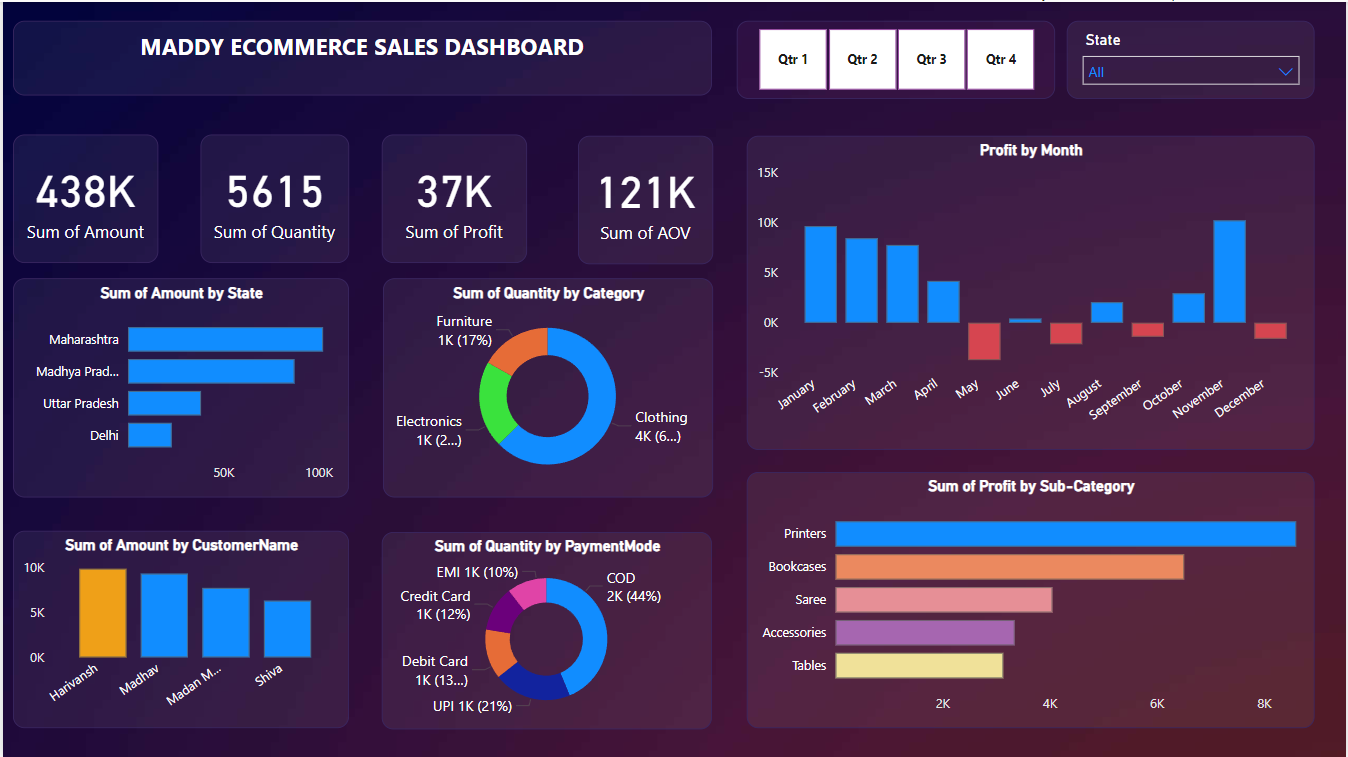 MADDY ECOMMERCE SALES DASHBOARD
Qtr 1
Qtr 2
Qtr 3
Qtr 4
State
All
438K
Sum of Amount
5615
Sum of Quantity
37K
Sum of Profit
121K
Sum of AOV
Profit by Month
15K
10K
5K
0K
-5K
January
February
March
April
May
June
July
August
September
October
November
December
Sum of Amount by State
Maharashtra
Madhya Prad...
Uttar Pradesh
Delhi
50K
100K
Sum of Quantity by Category
Furniture
1K (17%)
Electronics
1K (2...)
Clothing
4K (6...)
Sum of Profit by Sub-Category
Printers
Bookcases
Saree
Accessories
Tables
2K
4K
6K
8K
Sum of Amount by CustomerName
10K
5K
0K
Harivansh
Madhav
Madan M...
Shiva
Sum of Quantity by PaymentMode
EMI 1K (10%)
COD
2K (44%)
Credit Card
1K (12%)
Debit Card
1K (13...)
UPI 1K (21%)